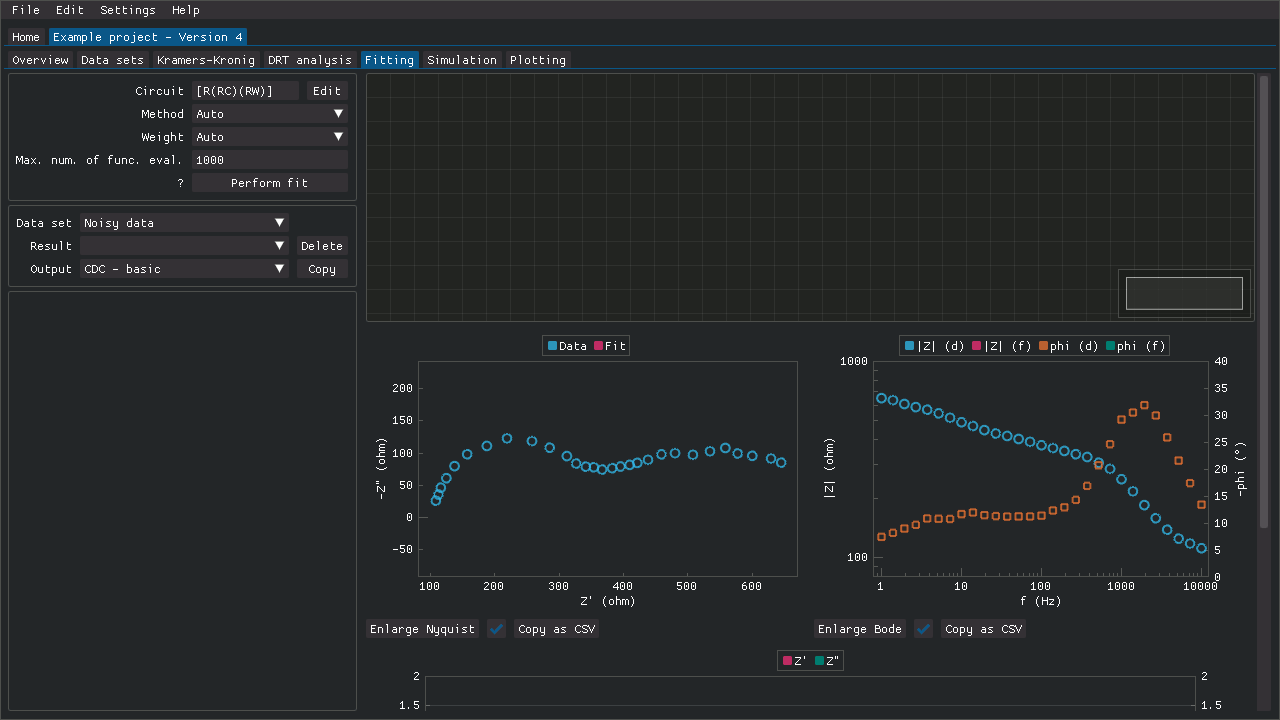 File Edit Settings Help
Home Example project - Version 4
Overview Data sets Kramers-Kronig DRT analysis Fitting Simulation Plotting
Circuit [R(RC)(RW)] Edit
Method Auto
Weight Auto
Max. num. of func. eval. 1000
? Perform fit
Data set Noisy data
Result Delete
Output CDC - basic Copy
Data Fit
200
150
100
50
0
-50
-Z" (ohm)
100 200 300 400 500 600
Z' (ohm)
|Z| (d) |Z| (f) phi (d) phi (f)
1000
100
|Z| (ohm)
40
35
30
25
20
15
10
5
0
-phi (°)
1 10 100 1000 10000
f (Hz)
Enlarge Nyquist Copy as CSV
Enlarge Bode Copy as CSV
Z' Z"
2 2
1.5 1.5